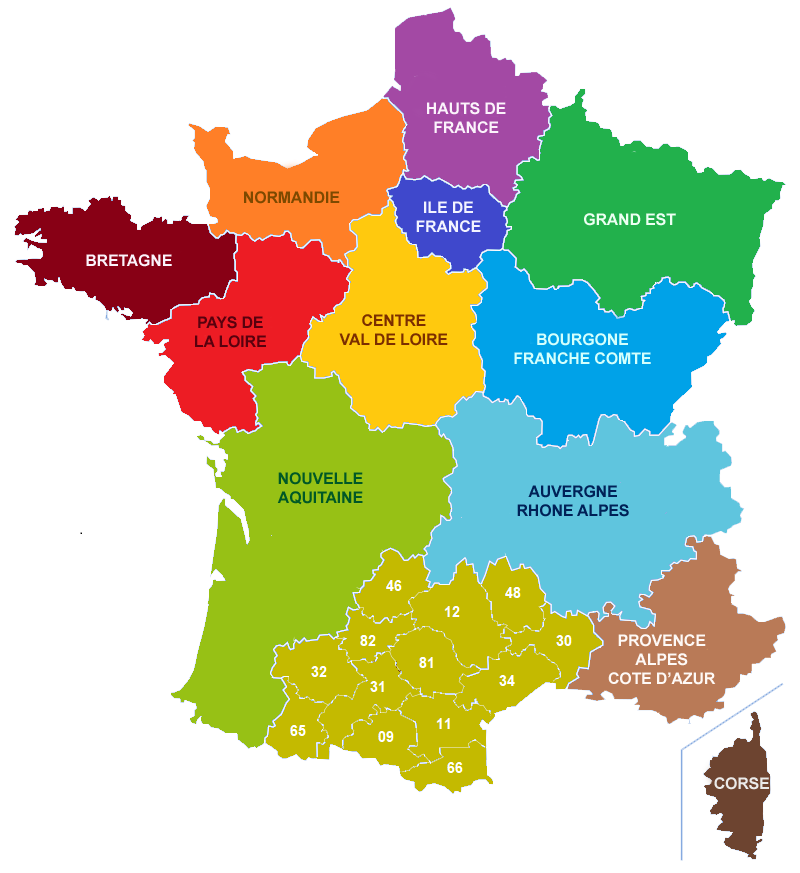 HAUTS DE
FRANCE
NORMANDIE
ILE DE
FRANCE
GRAND EST
BRETAGNE
PAYS DE
LA LOIRE
CENTRE
VAL DE LOIRE
BOURGONE
FRANCHE COMTE
NOUVELLE
AQUITAINE
AUVERGNE
RHONE ALPES
46
48
12
82
30
81
32
31
34
PROVENCE
ALPES
COTE D'AZUR
65
09
11
66
CORSE